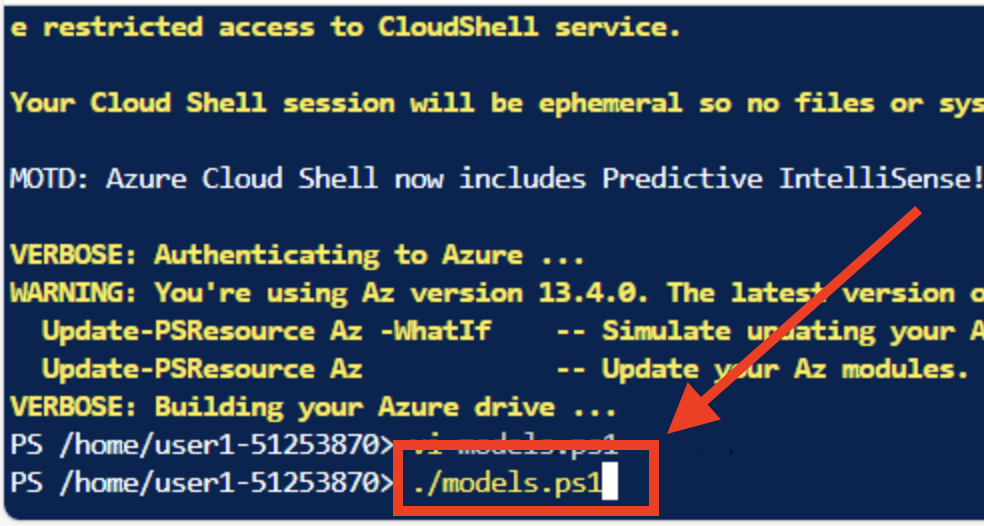 e restricted access to CloudShell service.
Your Cloud Shell session will be ephemeral so no files or sys
MOTD: Azure Cloud Shell now includes Predictive IntelliSense!
VERBOSE: Authenticating to Azure ...
WARNING: You're using Az version 13.4.0. The latest version o
Update-PSResource Az -WhatIf    -- Simulate updating your A
Update-PSResource Az            -- Update your Az modules.
VERBOSE: Building your Azure drive ...
PS /home/user1-51253870> vi models.ps1
PS /home/user1-51253870> ./models.ps1